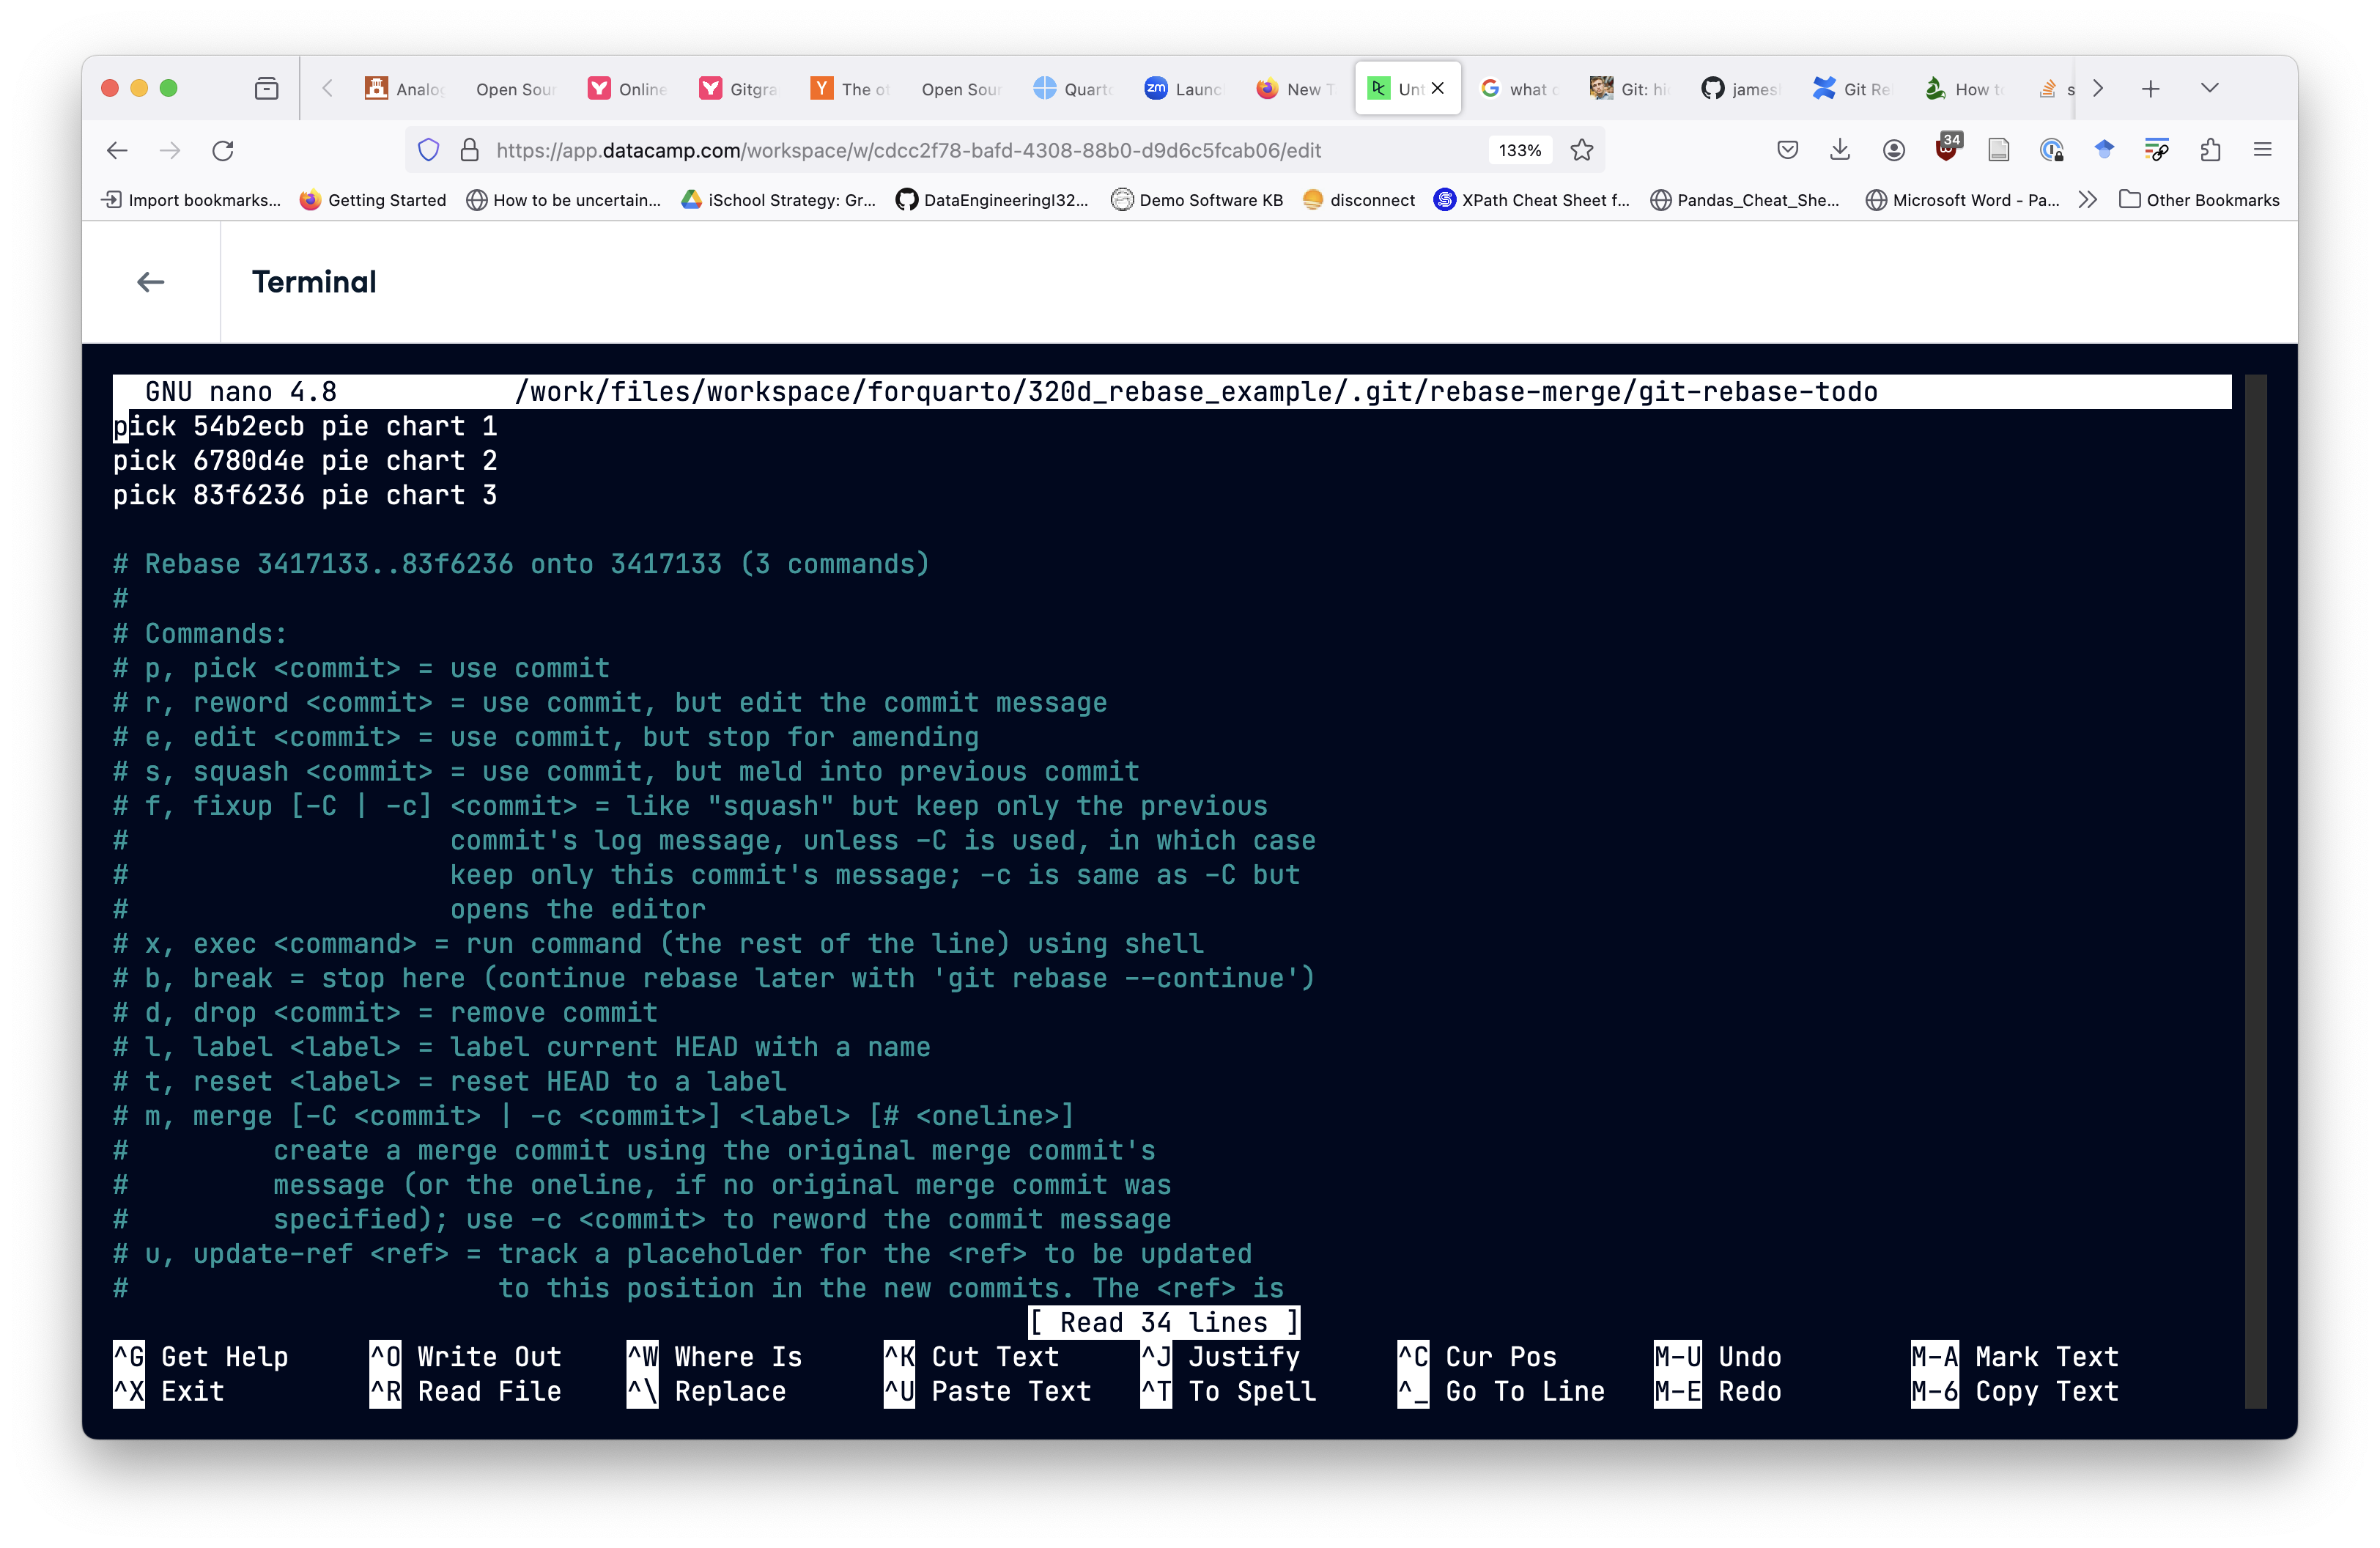 Analog
Open Sour
Online
Gitgra
The ot
Open Sour
Quarto
zm Launc
New T
Unt
what
Git: hi
james
Git Re
How to
s
https://app.datacamp.com/workspace/w/cdcc2f78-bafd-4308-88b0-d9d6c5fcab06/edit
133%
34
Import bookmarks... Getting Started How to be uncertain... iSchool Strategy: Gr... DataEngineeringI32... Demo Software KB disconnect XPath Cheat Sheet f... Pandas_Cheat_She... Microsoft Word - Pa... Other Bookmarks
Terminal
GNU nano 4.8 /work/files/workspace/forquarto/320d_rebase_example/.git/rebase-merge/git-rebase-todo
pick 54b2ecb pie chart 1
pick 6780d4e pie chart 2
pick 83f6236 pie chart 3
# Rebase 3417133..83f6236 onto 3417133 (3 commands)
#
# Commands:
# p, pick <commit> = use commit
# r, reword <commit> = use commit, but edit the commit message
# e, edit <commit> = use commit, but stop for amending
# s, squash <commit> = use commit, but meld into previous commit
# f, fixup [-C | -c] <commit> = like "squash" but keep only the previous
# commit's log message, unless -C is used, in which case
# keep only this commit's message; -c is same as -C but
# opens the editor
# x, exec <command> = run command (the rest of the line) using shell
# b, break = stop here (continue rebase later with 'git rebase --continue')
# d, drop <commit> = remove commit
# l, label <label> = label current HEAD with a name
# t, reset <label> = reset HEAD to a label
# m, merge [-C <commit> | -c <commit>] <label> [# <oneline>]
# create a merge commit using the original merge commit's
# message (or the oneline, if no original merge commit was
# specified); use -c <commit> to reword the commit message
# u, update-ref <ref> = track a placeholder for the <ref> to be updated
# to this position in the new commits. The <ref> is
[ Read 34 lines ]
^G Get Help ^O Write Out ^W Where Is ^K Cut Text ^J Justify ^C Cur Pos M-U Undo M-A Mark Text
^X Exit ^R Read File ^\ Replace ^U Paste Text ^T To Spell ^_ Go To Line M-E Redo M-6 Copy Text